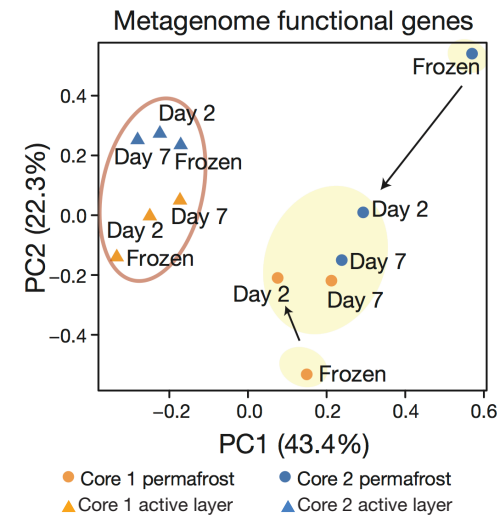 Metagenome functional genes
Frozen
0.4
Day 2
0.2
Day 7 Frozen
Day 2
0.0
Day 7
Day 2
Day 7
Frozen
−0.2
Day 2
Day 7
−0.4
Frozen
PC2 (22.3%)
−0.2 0.0 0.2 0.4 0.6
PC1 (43.4%)
Core 1 permafrost Core 2 permafrost
Core 1 active layer Core 2 active layer